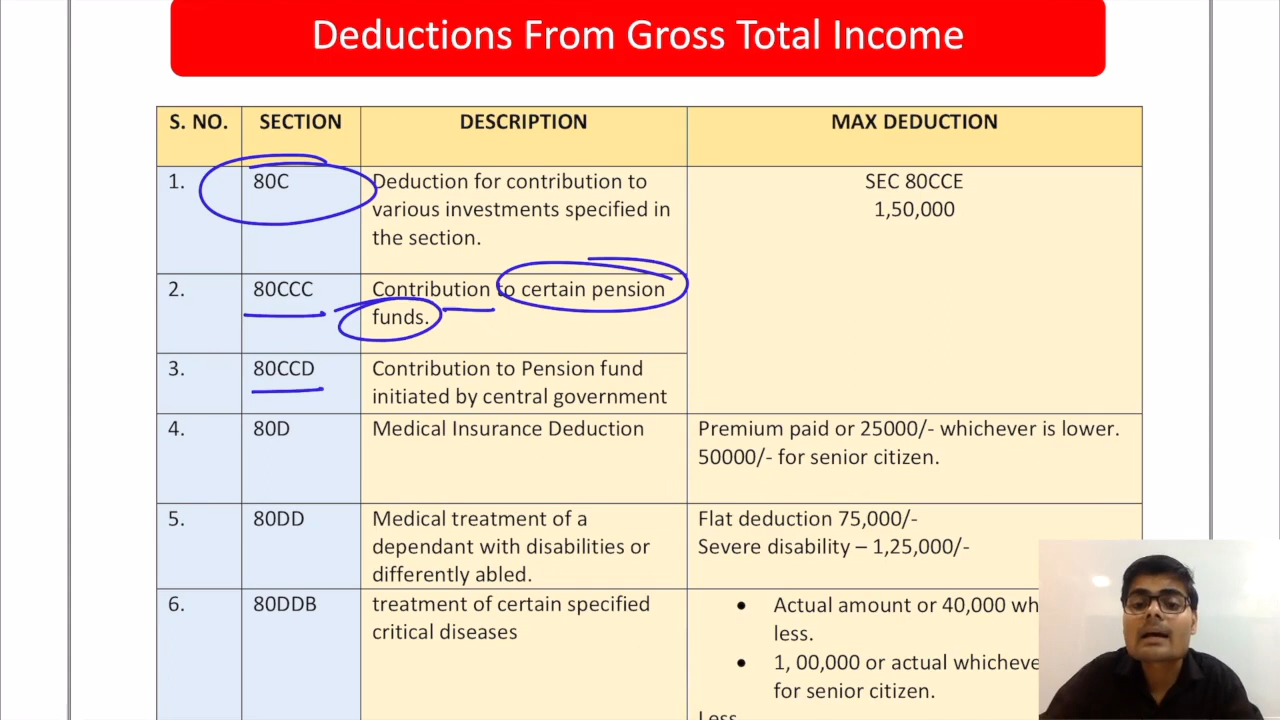 Deductions From Gross Total Income
S. NO. SECTION DESCRIPTION MAX DEDUCTION
1. 80C Deduction for contribution to
various investments specified in
the section.
SEC 80CCE
1,50,000
2. 80CCC Contribution to certain pension
funds.
3. 80CCD Contribution to Pension fund
initiated by central government
4. 80D Medical Insurance Deduction
Premium paid or 25000/- whichever is lower.
50000/- for senior citizen.
5. 80DD Medical treatment of a
dependant with disabilities or
differently abled.
Flat deduction 75,000/-
Severe disability – 1,25,000/-
6. 80DDB treatment of certain specified
critical diseases
• Actual amount or 40,000 wh
less.
• 1, 00,000 or actual whicheve
for senior citizen.
Less